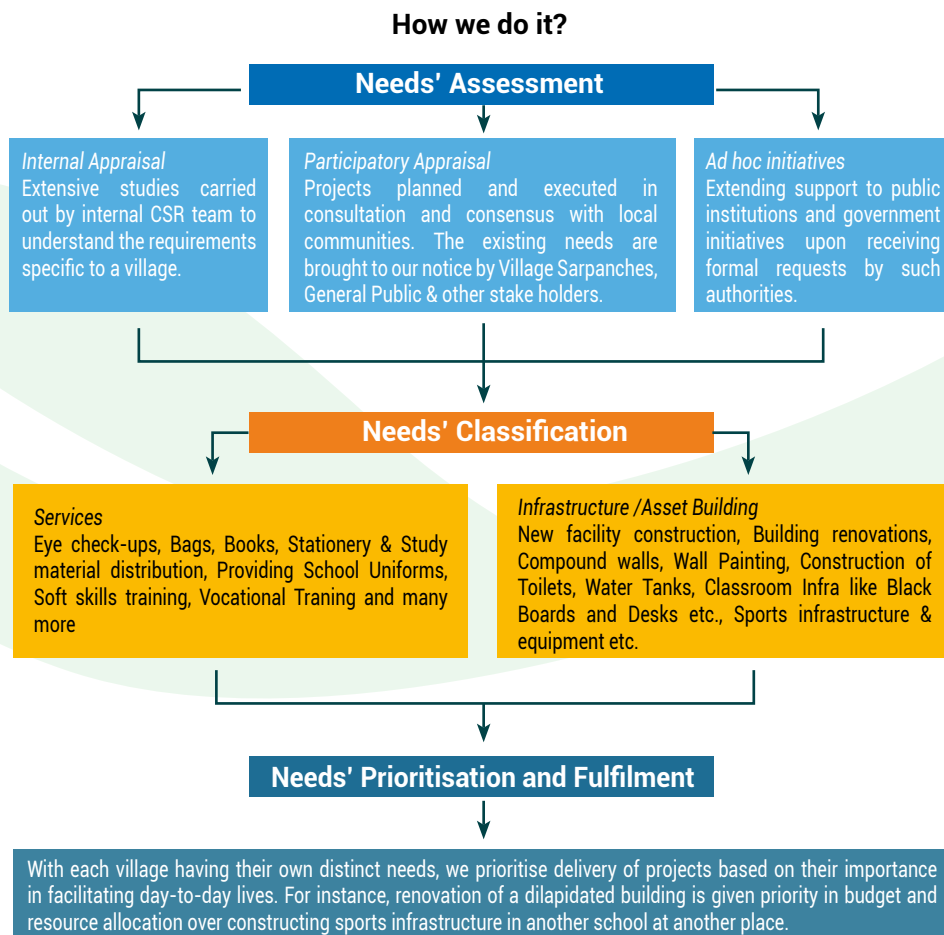 How we do it?
Needs' Assessment
Internal Appraisal
Extensive studies carried
out by internal CSR team to
understand the requirements
specific to a village.
Participatory Appraisal
Projects planned and executed in
consultation and consensus with local
communities. The existing needs are
brought to our notice by Village Sarpanches,
General Public & other stake holders.
Ad hoc initiatives
Extending support to public
institutions and government
initiatives upon receiving
formal requests by such
authorities.
Needs' Classification
Services
Eye check-ups, Bags, Books, Stationery & Study
material distribution, Providing School Uniforms,
Soft skills training, Vocational Traning and many
more
Infrastructure /Asset Building
New facility construction, Building renovations,
Compound walls, Wall Painting, Construction of
Toilets, Water Tanks, Classroom Infra like Black
Boards and Desks etc., Sports infrastructure &
equipment etc.
Needs' Prioritisation and Fulfilment
With each village having their own distinct needs, we prioritise delivery of projects based on their importance
in facilitating day-to-day lives. For instance, renovation of a dilapidated building is given priority in budget and
resource allocation over constructing sports infrastructure in another school at another place.